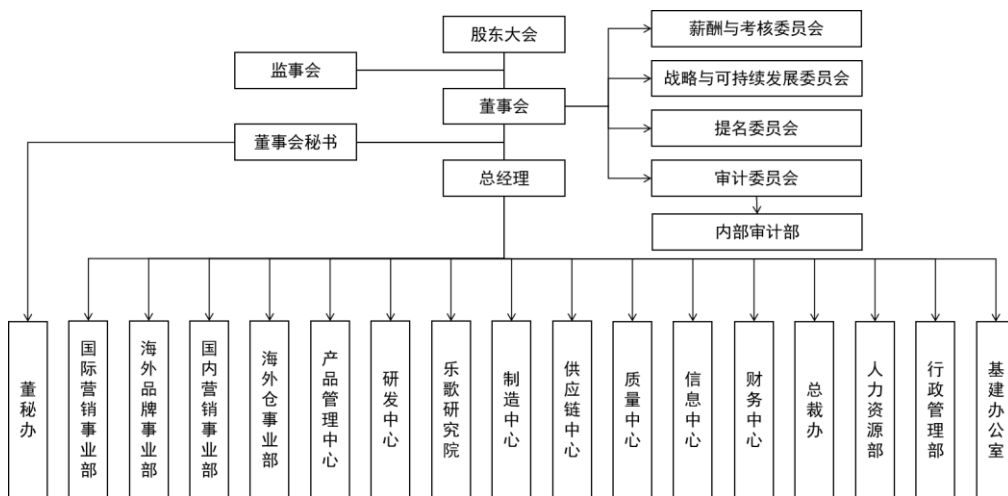 股东大会
薪酬与考核委员会
监事会
战略与可持续发展委员会
董事会
提名委员会
董事会秘书
总经理
审计委员会
内部审计部
董秘办
国际营销事业部
海外品牌事业部
国内营销事业部
海外仓事业部
产品管理中心
研发中心
乐歌研究院
制造中心
供应链中心
质量中心
信息中心
财务中心
总裁办
人力资源部
行政管理部
基建办公室